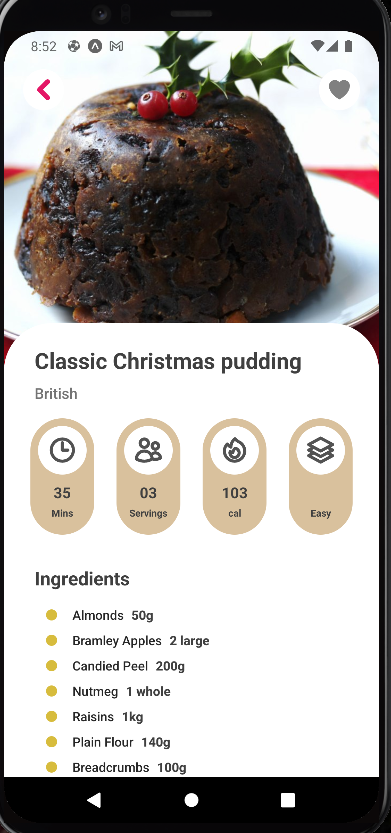 8:52
Classic Christmas pudding
British
35 03 103
Mins Servings cal Easy
Ingredients
Almonds 50g
Bramley Apples 2 large
Candied Peel 200g
Nutmeg 1 whole
Raisins 1kg
Plain Flour 140g
Breadcrumbs 100g